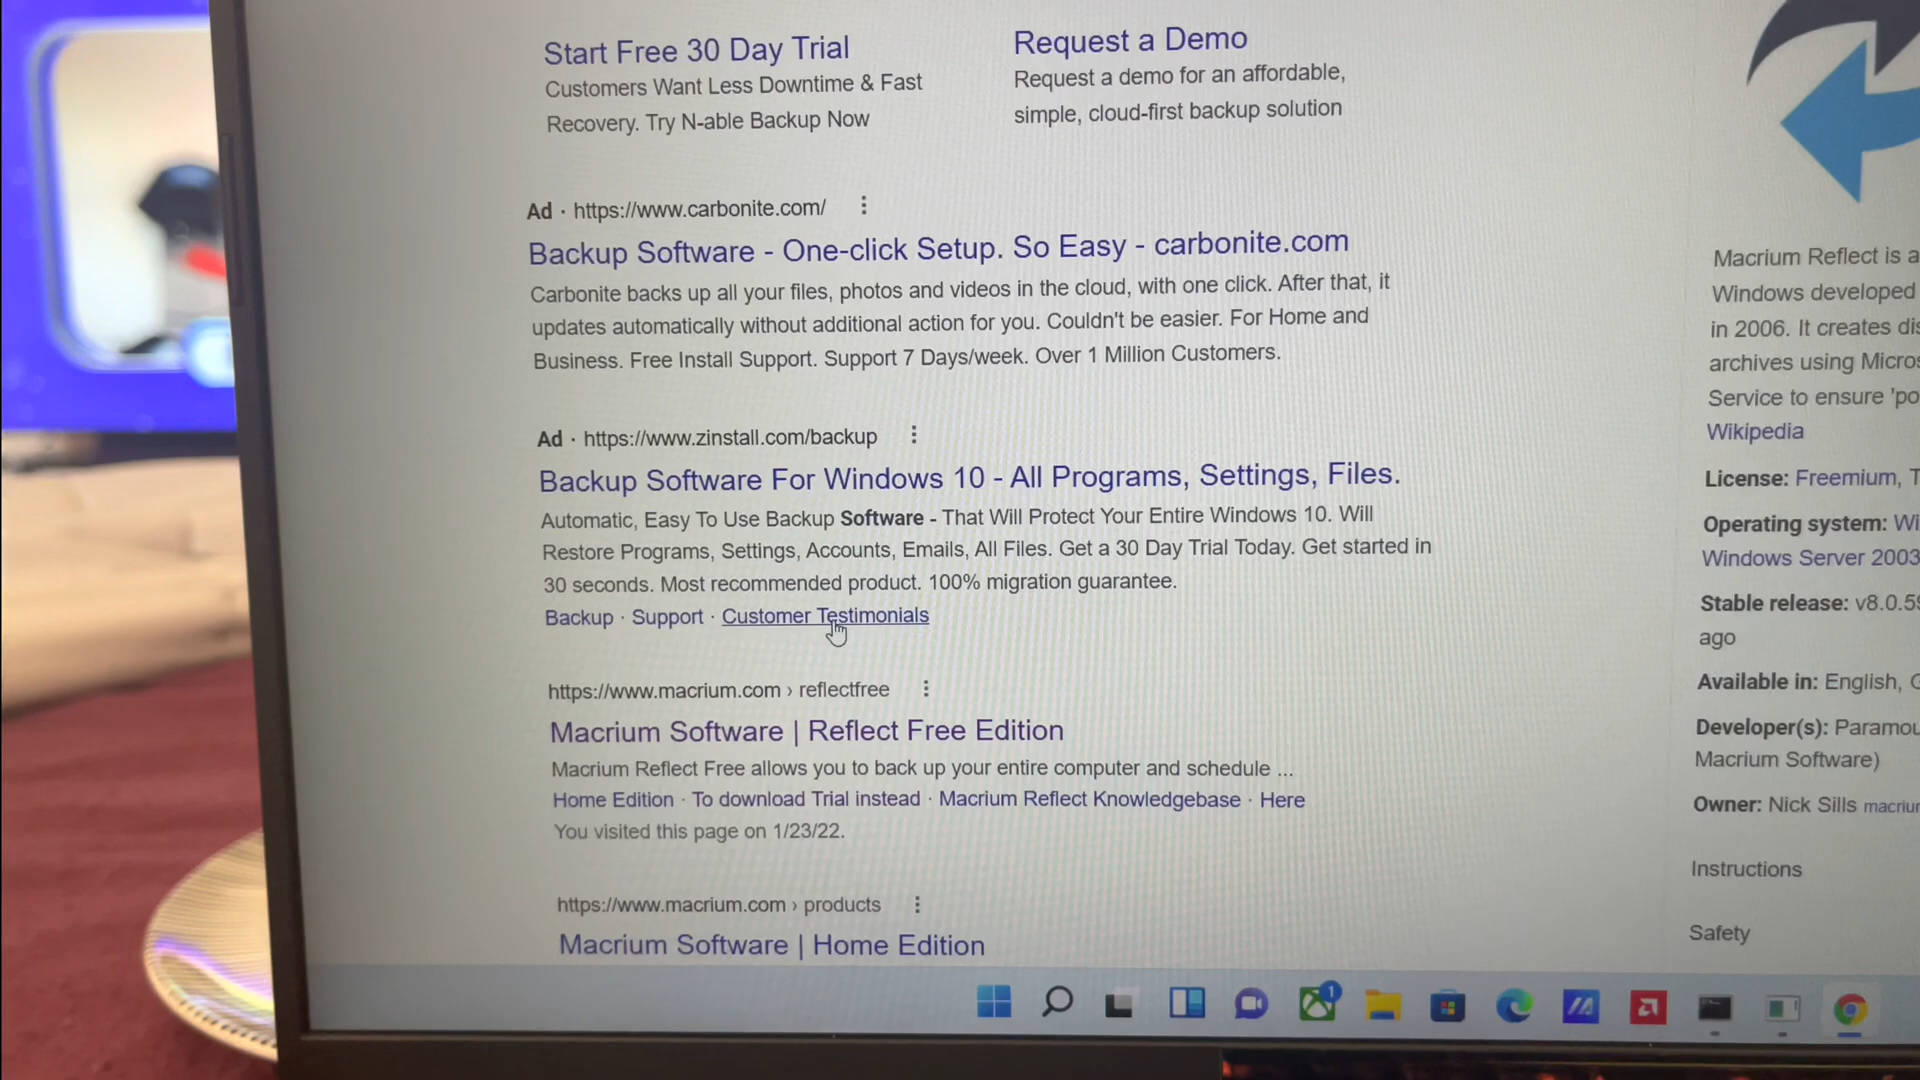 Start Free 30 Day Trial
Customers Want Less Downtime & Fast
Recovery. Try N-able Backup Now
Request a Demo
Request a demo for an affordable,
simple, cloud-first backup solution
Ad · https://www.carbonite.com/
Backup Software - One-click Setup. So Easy - carbonite.com
Carbonite backs up all your files, photos and videos in the cloud, with one click. After that, it
updates automatically without additional action for you. Couldn't be easier. For Home and
Business. Free Install Support. Support 7 Days/week. Over 1 Million Customers.
Ad · https://www.zinstall.com/backup
Backup Software For Windows 10 - All Programs, Settings, Files.
Automatic, Easy To Use Backup Software - That Will Protect Your Entire Windows 10. Will
Restore Programs, Settings, Accounts, Emails, All Files. Get a 30 Day Trial Today. Get started in
30 seconds. Most recommended product. 100% migration guarantee.
Backup · Support · Customer Testimonials
https://www.macrium.com › reflectfree
Macrium Software | Reflect Free Edition
Macrium Reflect Free allows you to back up your entire computer and schedule ...
Home Edition · To download Trial instead · Macrium Reflect Knowledgebase · Here
You visited this page on 1/23/22.
https://www.macrium.com › products
Macrium Software | Home Edition
Macrium Reflect is a
Windows developed
in 2006. It creates
archives using
Service to ensure
Wikipedia
License: Freemium,
Operating system:
Windows Server 2003
Stable release:
ago
Available in: English,
Developer(s):
Macrium Software)
Owner: Nick Sills
Instructions
Safety
1